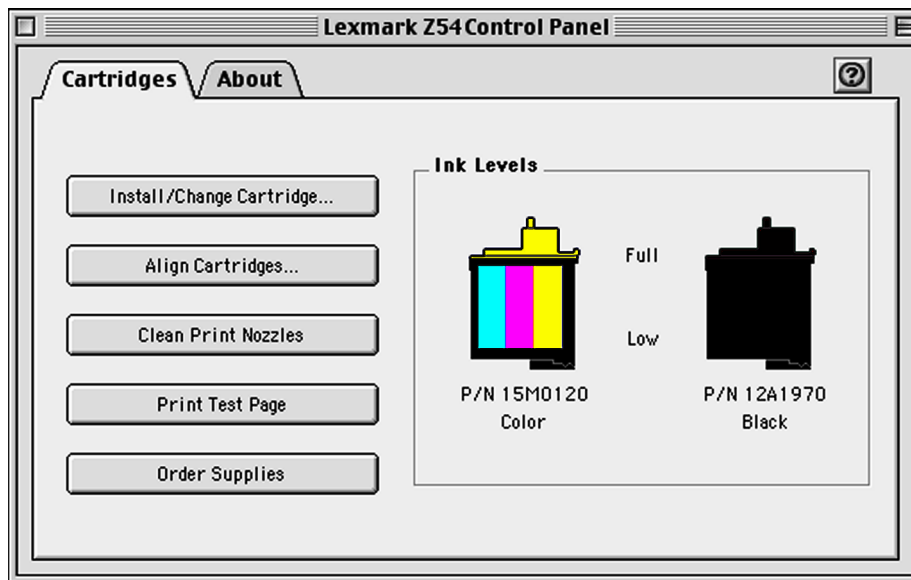 Lexmark Z54 Control Panel
Cartridges
About
?
Install/Change Cartridge...
Align Cartridges...
Clean Print Nozzles
Print Test Page
Order Supplies
Ink Levels
Full
Low
P/N 15M0120
Color
P/N 12A1970
Black